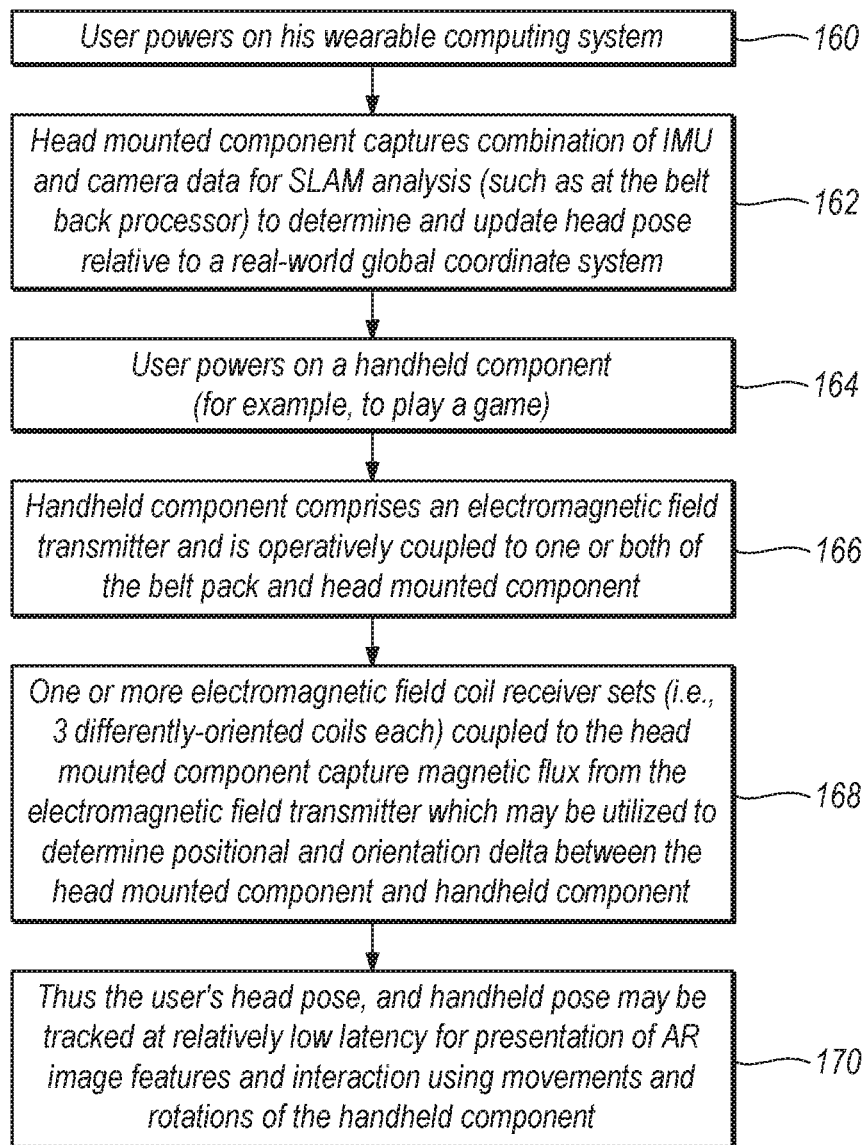 User powers on his wearable computing system
160
Head mounted component captures combination of IMU
and camera data for SLAM analysis (such as at the belt
back processor) to determine and update head pose
relative to a real-world global coordinate system
162
User powers on a handheld component
(for example, to play a game)
164
Handheld component comprises an electromagnetic field
transmitter and is operatively coupled to one or both of
the belt pack and head mounted component
166
One or more electromagnetic field coil receiver sets (i.e.,
3 differently-oriented coils each) coupled to the head
mounted component capture magnetic flux from the
electromagnetic field transmitter which may be utilized to
determine positional and orientation delta between the
head mounted component and handheld component
168
Thus the user's head pose, and handheld pose may be
tracked at relatively low latency for presentation of AR
image features and interaction using movements and
rotations of the handheld component
170